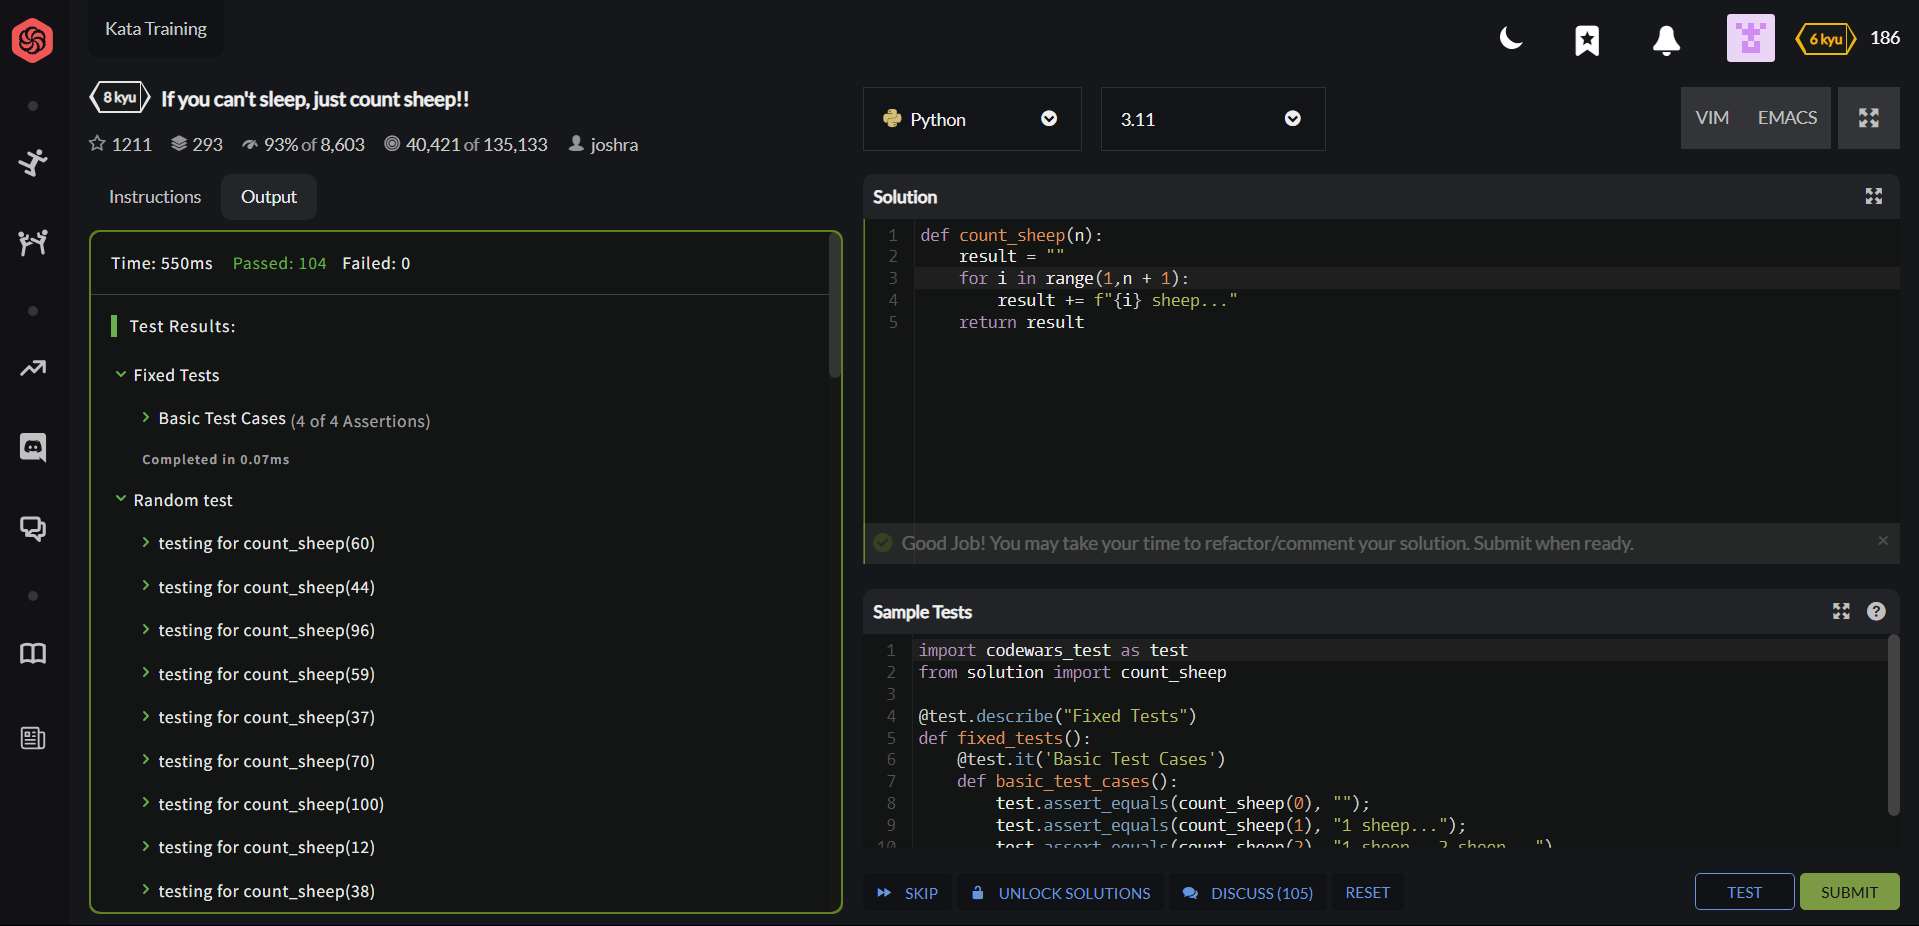 Kata Training
6 kyu
186
8 kyu
If you can't sleep, just count sheep!!
1211
293
93% of 8,603
40,421 of 135,133
joshra
Python
3.11
VIM
EMACS
Instructions
Output
Time: 550ms Passed: 104 Failed: 0
Test Results:
Fixed Tests
Basic Test Cases (4 of 4 Assertions)
Completed in 0.07ms
Random test
testing for count_sheep(60)
testing for count_sheep(44)
testing for count_sheep(96)
testing for count_sheep(59)
testing for count_sheep(37)
testing for count_sheep(70)
testing for count_sheep(100)
testing for count_sheep(12)
testing for count_sheep(38)
Solution
1 def count_sheep(n):
2     result = ""
3     for i in range(1,n + 1):
4         result += f"{i} sheep..."
5     return result
Good Job! You may take your time to refactor/comment your solution. Submit when ready.
Sample Tests
1 import codewars_test as test
2 from solution import count_sheep
3
4 @test.describe("Fixed Tests")
5 def fixed_tests():
6     @test.it('Basic Test Cases')
7     def basic_test_cases():
8         test.assert_equals(count_sheep(0), "");
9         test.assert_equals(count_sheep(1), "1 sheep...");
10         test.assert_equals(count_sheep(2), "1 sheep...2 sheep...")
SKIP
UNLOCK SOLUTIONS
DISCUSS (105)
RESET
TEST
SUBMIT